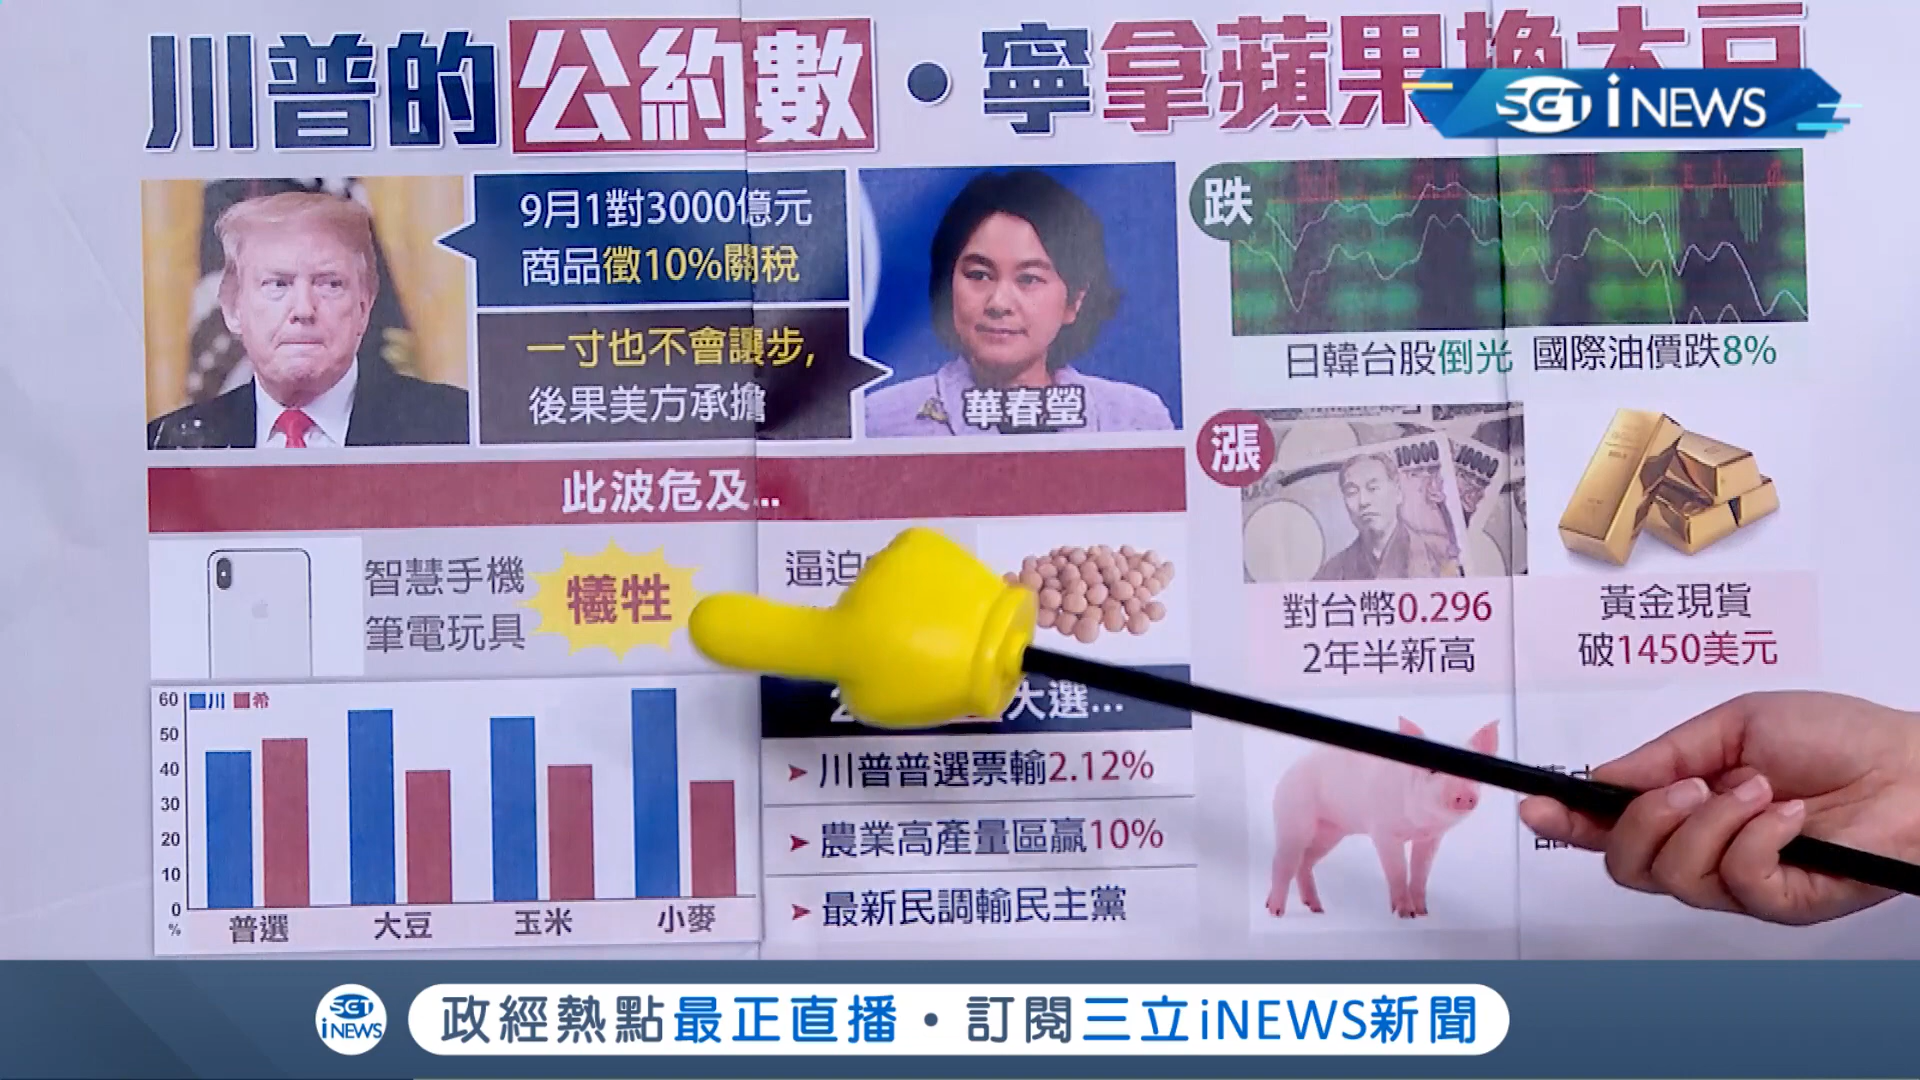 川普的公約數·寧拿蘋果換大豆
SET iNEWS
9月1對3000億元
商品徵10%關稅
一寸也不會讓步,
後果美方承擔
華春瑩
跌
日韓台股倒光
國際油價跌8%
漲
10000
10000
對台幣0.296
2年半新高
黃金現貨
破1450美元
此波危及...
智慧手機
筆電玩具
犧牲
逼迫
60
50
40
30
20
10
0
%
川 希
普選
大豆
玉米
小麥
大選...
➤川普普選票輸2.12%
➤農業高產量區贏10%
➤最新民調輸民主黨
SET iNEWS
政經熱點最正直播·訂閱三立iNEWS新聞